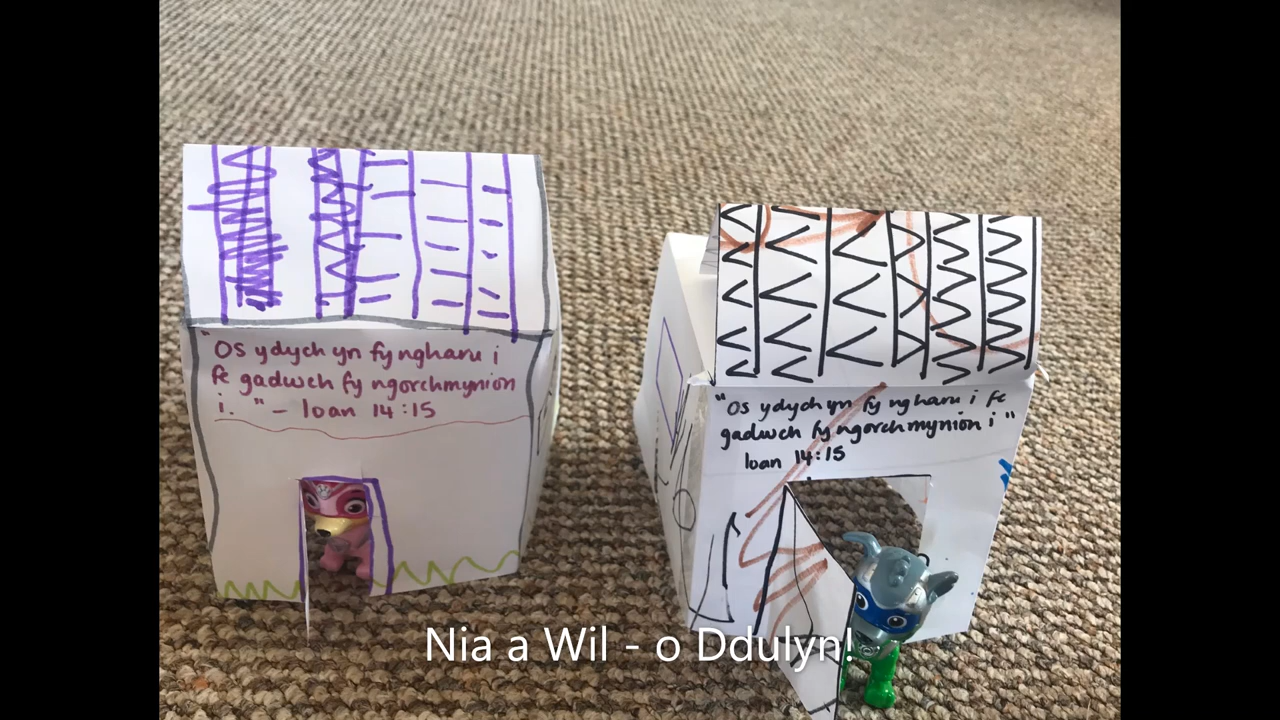 "Os ydych yn fy ngharu i
fe gadwch fy ngorchmynion
i. " - Ioan 14:15
"Os ydych yn fy ngharu i fe
gadwch fy ngorchmynion i"
Ioan 14:15
Nia a Wil - o Ddulyn!